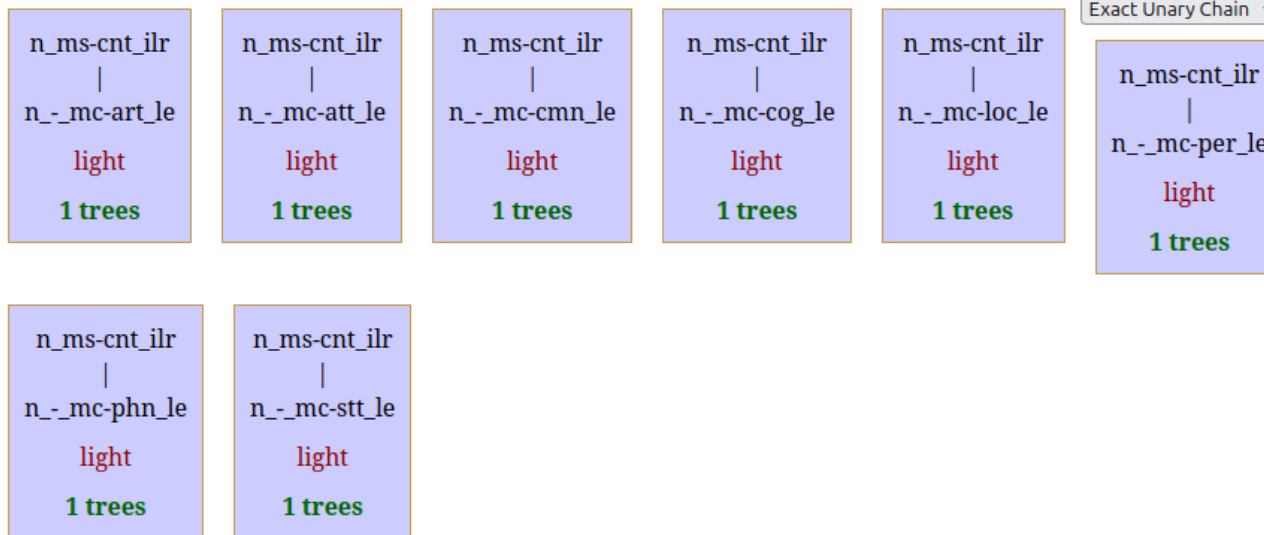 Exact Unary Chain
n_ms-cnt_ilr
|
n_-_mc-art_le
light
1 trees
n_ms-cnt_ilr
|
n_-_mc-att_le
light
1 trees
n_ms-cnt_ilr
|
n_-_mc-cmn_le
light
1 trees
n_ms-cnt_ilr
|
n_-_mc-cog_le
light
1 trees
n_ms-cnt_ilr
|
n_-_mc-loc_le
light
1 trees
n_ms-cnt_ilr
|
n_-_mc-per_le
light
1 trees
n_ms-cnt_ilr
|
n_-_mc-phn_le
light
1 trees
n_ms-cnt_ilr
|
n_-_mc-stt_le
light
1 trees